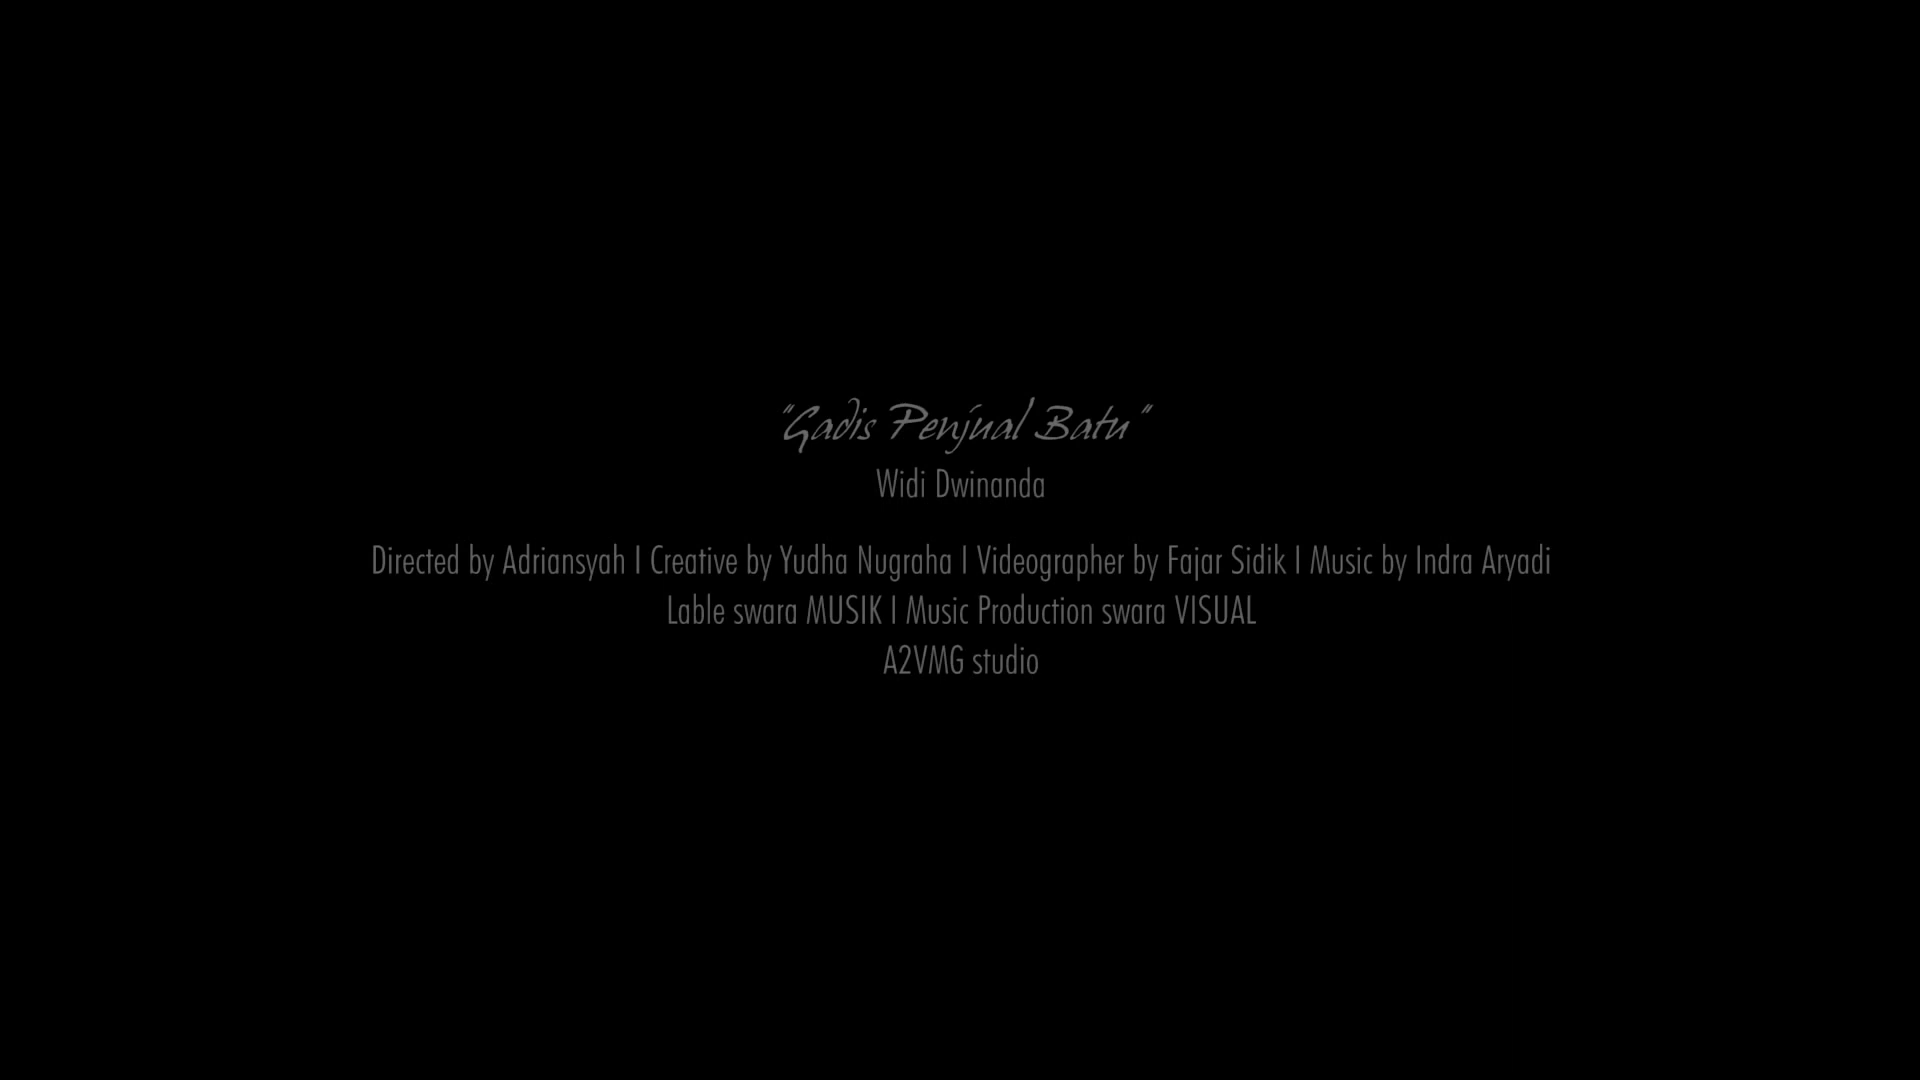 "Gadis Penjual Batu"
Widi Dwinanda
Directed by Adriansyah I Creative by Yudha Nugraha I Videographer by Fajar Sidik I Music by Indra Aryadi
Lable swara MUSIK I Music Production swara VISUAL
A2VMG studio